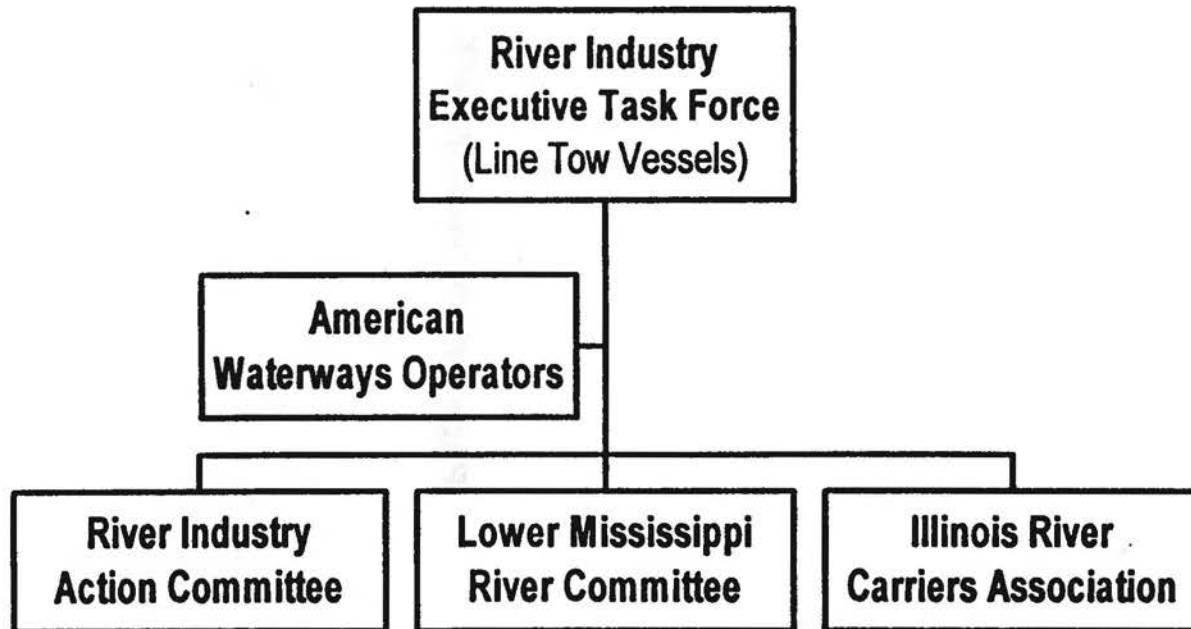 River Industry
Executive Task Force
(Line Tow Vessels)
American
Waterways Operators
River Industry
Action Committee
Lower Mississippi
River Committee
Illinois River
Carriers Association